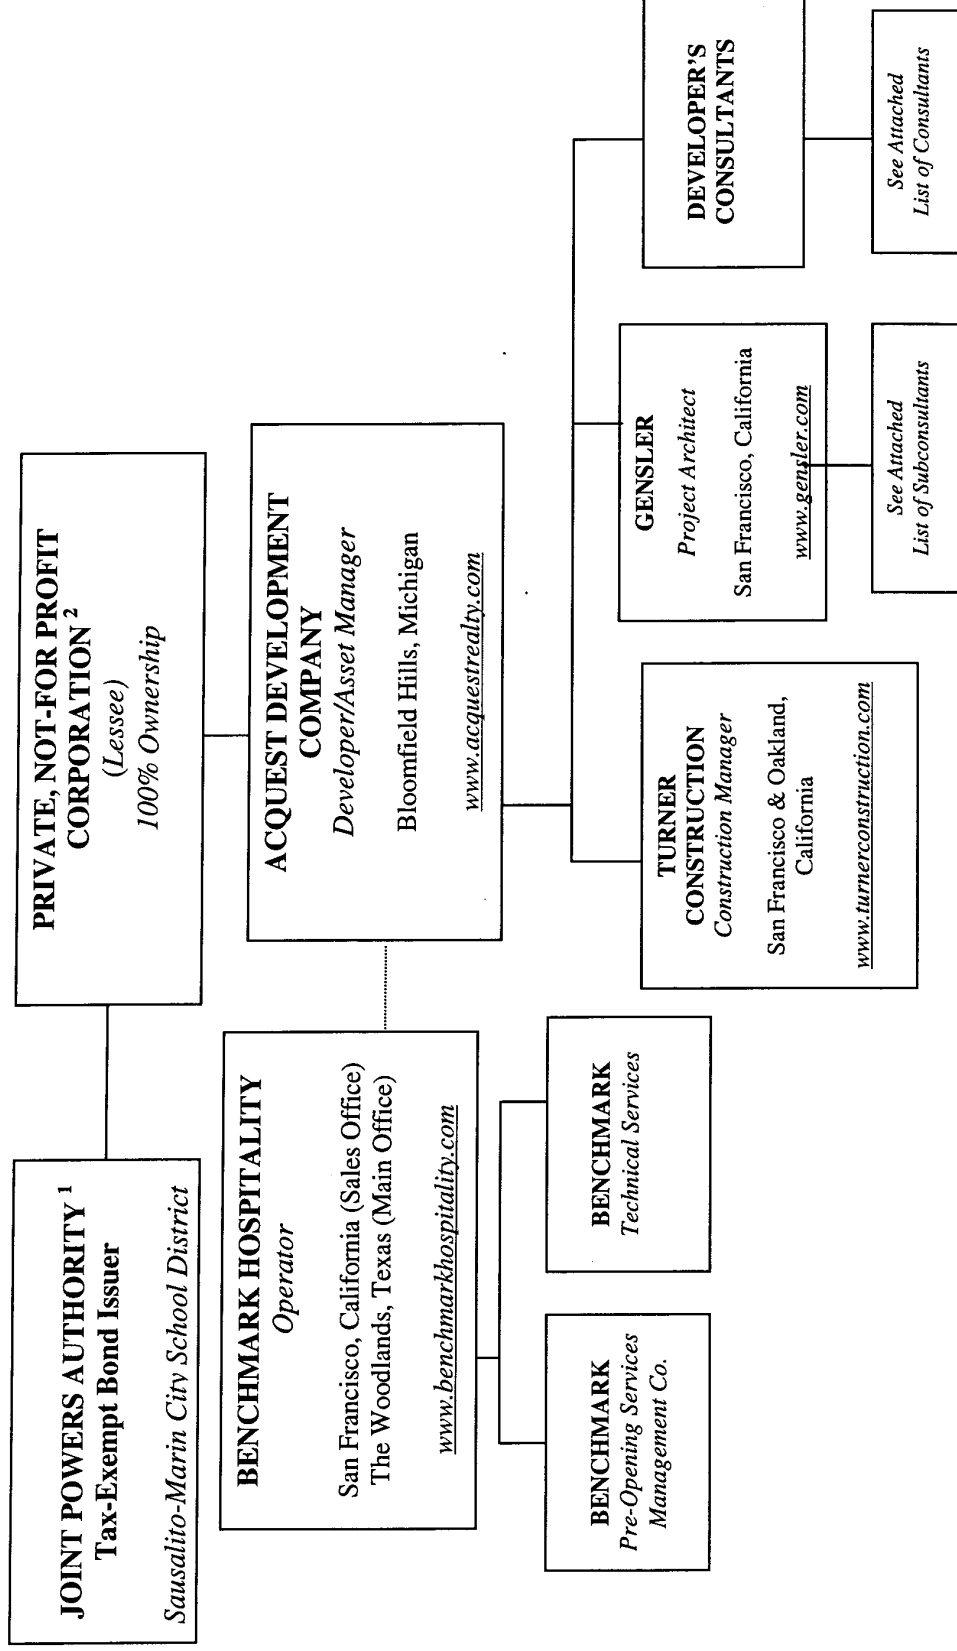 JOINT POWERS AUTHORITY 1
Tax-Exempt Bond Issuer
Sausalito-Marin City School District
PRIVATE, NOT-FOR PROFIT
CORPORATION 2
(Lessee)
100% Ownership
BENCHMARK HOSPITALITY
Operator
San Francisco, California (Sales Office)
The Woodlands, Texas (Main Office)
www.benchmarkhospitality.com
ACQUEST DEVELOPMENT
COMPANY
Developer/Asset Manager
Bloomfield Hills, Michigan
www.acquestrealty.com
BENCHMARK
Pre-Opening Services
Management Co.
BENCHMARK
Technical Services
TURNER
CONSTRUCTION
Construction Manager
San Francisco & Oakland,
California
www.turnerconstruction.com
GENSLER
Project Architect
San Francisco, California
www.gensler.com
DEVELOPER'S
CONSULTANTS
See Attached
List of Subconsultants
See Attached
List of Consultants